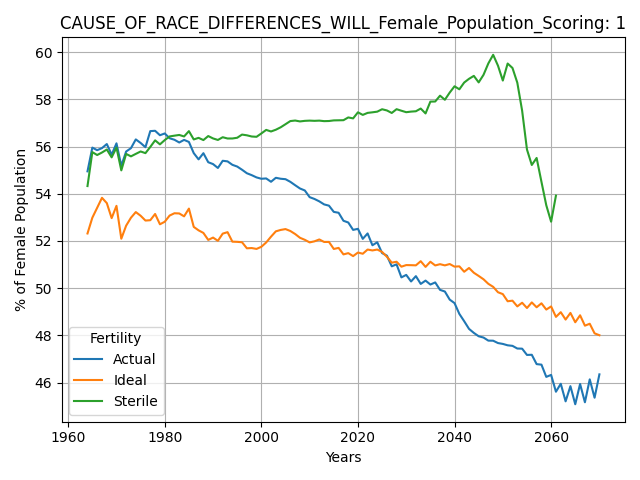 CAUSE_OF_RACE_DIFFERENCES_WILL_Female_Population_Scoring: 1
% of Female Population
60
58
56
54
52
50
48
46
Fertility
Actual
Ideal
Sterile
1960 1980 2000 2020 2040 2060
Years